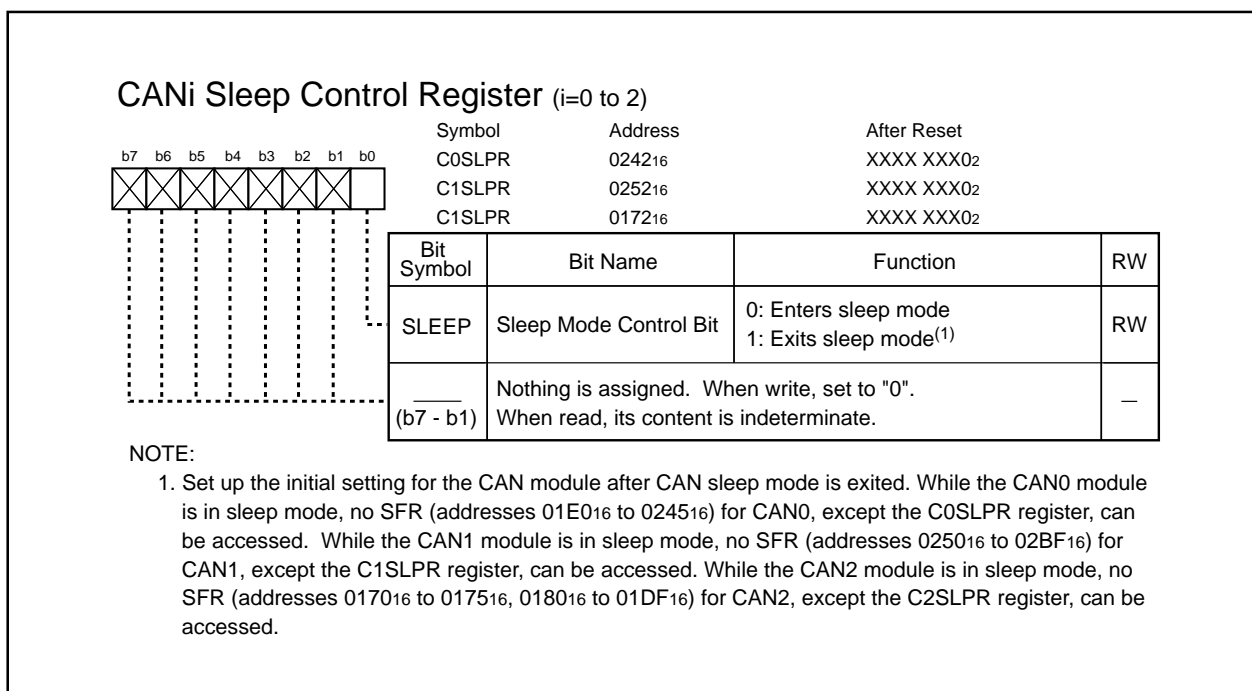 CANi Sleep Control Register (i=0 to 2)
Symbol Address After Reset
b7 b6 b5 b4 b3 b2 b1 b0
C0SLPR 0242₁₆ XXXX XXX0₂
C1SLPR 0252₁₆ XXXX XXX0₂
C1SLPR 0172₁₆ XXXX XXX0₂
Bit Symbol Bit Name Function RW
SLEEP Sleep Mode Control Bit 0: Enters sleep mode RW
1: Exits sleep mode⁽¹⁾
Nothing is assigned. When write, set to "0". –
(b7 - b1) When read, its content is indeterminate.
NOTE:
1. Set up the initial setting for the CAN module after CAN sleep mode is exited. While the CAN0 module
is in sleep mode, no SFR (addresses 01E0₁₆ to 0245₁₆) for CAN0, except the C0SLPR register, can
be accessed. While the CAN1 module is in sleep mode, no SFR (addresses 0250₁₆ to 02BF₁₆) for
CAN1, except the C1SLPR register, can be accessed. While the CAN2 module is in sleep mode, no
SFR (addresses 0170₁₆ to 0175₁₆, 0180₁₆ to 01DF₁₆) for CAN2, except the C2SLPR register, can be
accessed.